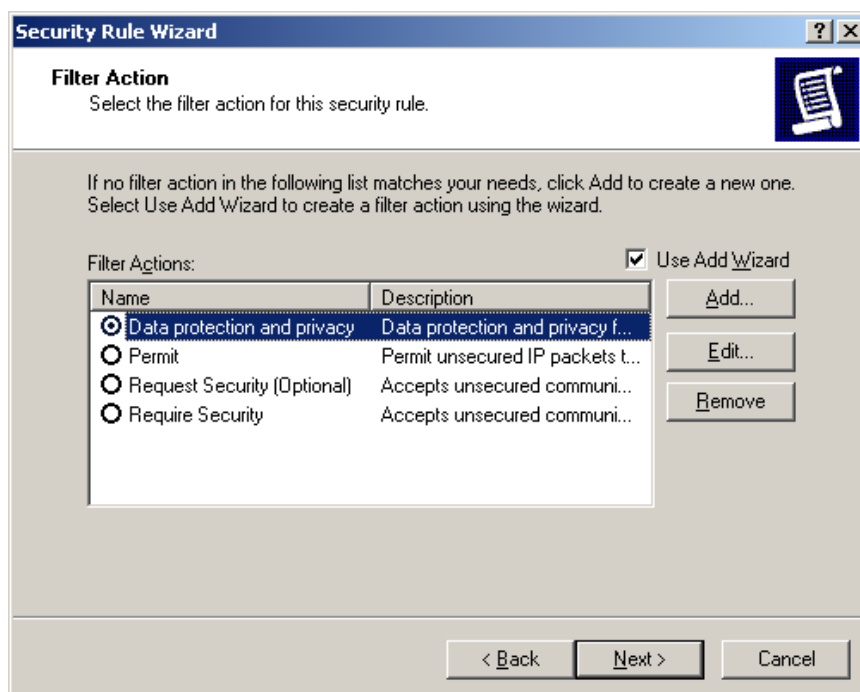 Security Rule Wizard
Filter Action
Select the filter action for this security rule.
If no filter action in the following list matches your needs, click Add to create a new one.
Select Use Add Wizard to create a filter action using the wizard.
Filter Actions:
Use Add Wizard
Name Description
Data protection and privacy Data protection and privacy f...
Permit Permit unsecured IP packets t...
Request Security (Optional) Accepts unsecured communi...
Require Security Accepts unsecured communi...
Add...
Edit...
Remove
< Back Next > Cancel